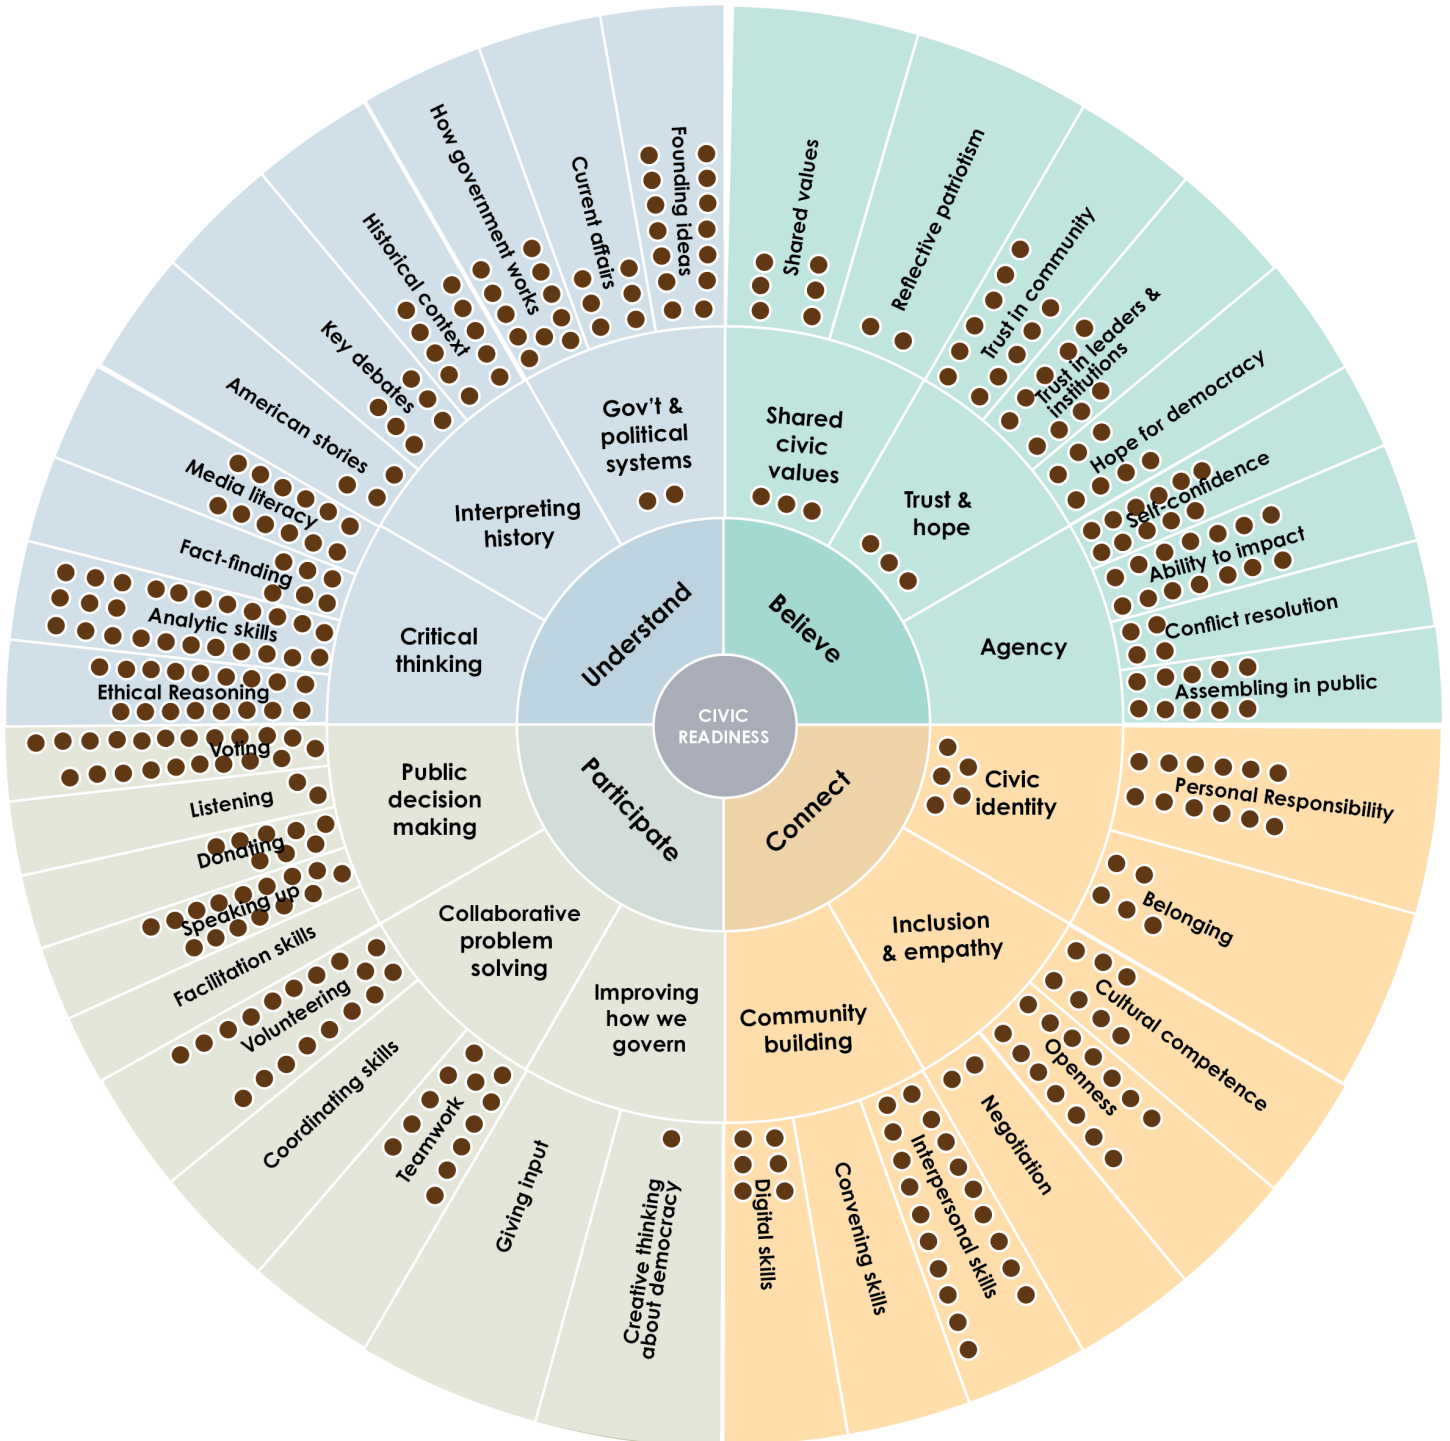 CIVIC
READINESS
Understand
Believe
Connect
Participate
Gov't &
political
systems
Interpreting
history
Critical
thinking
Shared
civic
values
Trust &
hope
Agency
Civic
identity
Inclusion
& empathy
Community
building
Improving
how we
govern
Collaborative
problem
solving
Public
decision
making
Shared values
Reflective patriotism
Trust in community
Trust in leaders &
institutions
Hope for democracy
Self-confidence
Ability to impact
Conflict resolution
Assembling in public
Personal Responsibility
Belonging
Cultural competence
Openness
Negotiation
Interpersonal skills
Convening skills
Digital skills
Creative thinking
about democracy
Giving input
Teamwork
Coordinating skills
Volunteering
Facilitation skills
Speaking up
Donating
Listening
Voting
Ethical Reasoning
Analytic skills
Fact-finding
Media literacy
American stories
Key debates
Historical context
How government works
Current affairs
Founding ideas